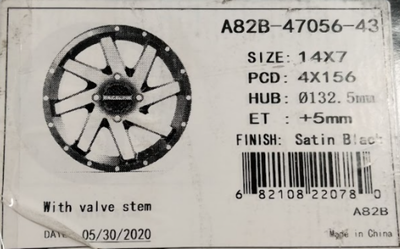 A82B-47056-43
SIZE: 14X7
PCD: 4X156
HUB: Ø132.5mm
ET : +5mm
FINISH: Satin Black
6 82108 22078 0
A82B
With valve stem
DATE 05/30/2020
Made in China